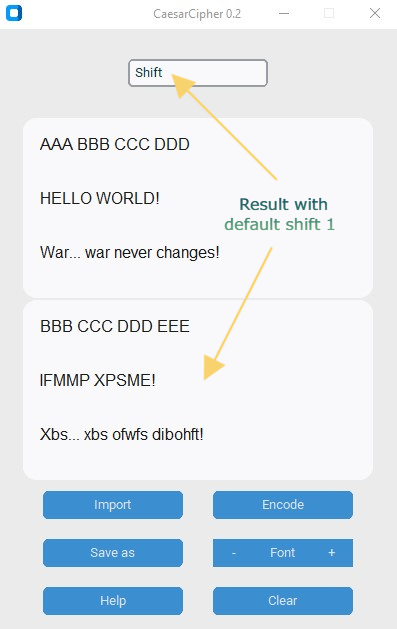 CaesarCipher 0.2
Shift
AAA BBB CCC DDD
HELLO WORLD!
War... war never changes!
Result with
default shift 1
BBB CCC DDD EEE
IFMMP XPSME!
Xbs... xbs ofwfs dibohft!
Import
Encode
Save as
- Font +
Help
Clear